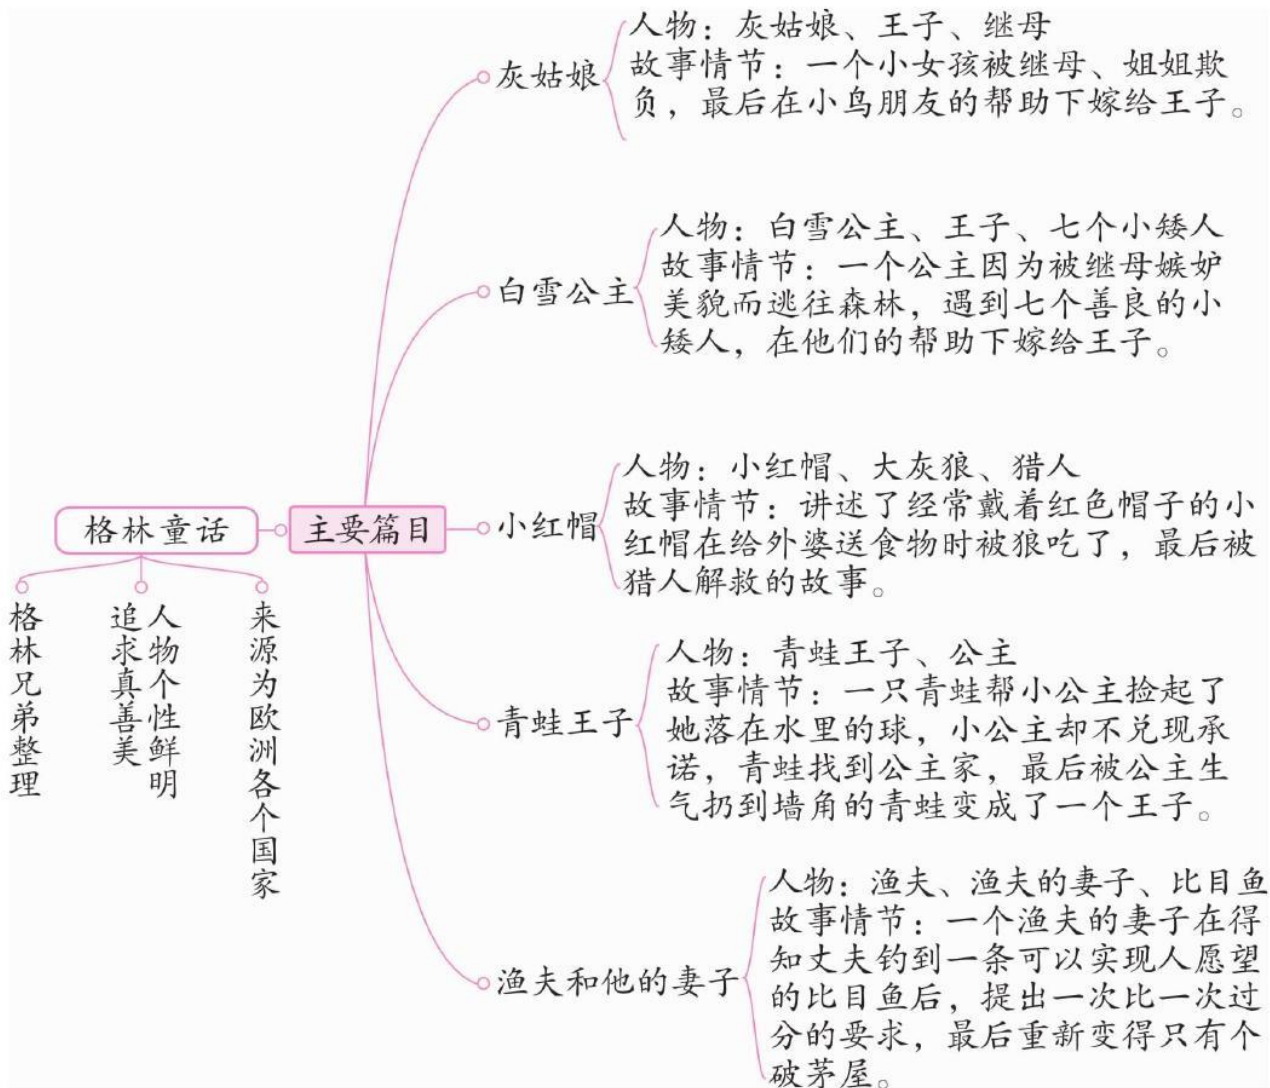 格林童话
格林兄弟整理
人物个性鲜明
追求真善美
来源为欧洲各个国家
主要篇目
灰姑娘
人物：灰姑娘、王子、继母
故事情节：一个小女孩被继母、姐姐欺
负，最后在小鸟朋友的帮助下嫁给王子。
白雪公主
人物：白雪公主、王子、七个小矮人
故事情节：一个公主因为被继母嫉妒
美貌而逃往森林，遇到七个善良的小
矮人，在他们的帮助下嫁给王子。
小红帽
人物：小红帽、大灰狼、猎人
故事情节：讲述了经常戴着红色帽子的小
红帽在给外婆送食物时被狼吃了，最后被
猎人解救的故事。
青蛙王子
人物：青蛙王子、公主
故事情节：一只青蛙帮小公主捡起了
她落在水里的球，小公主却不兑现承
诺，青蛙找到公主家，最后被公主生
气扔到墙角的青蛙变成了一个王子。
渔夫和他的妻子
人物：渔夫、渔夫的妻子、比目鱼
故事情节：一个渔夫的妻子在得
知丈夫钓到一条可以实现人愿望
的比目鱼后，提出一次比一次过
分的要求，最后重新变得只有个
破茅屋。